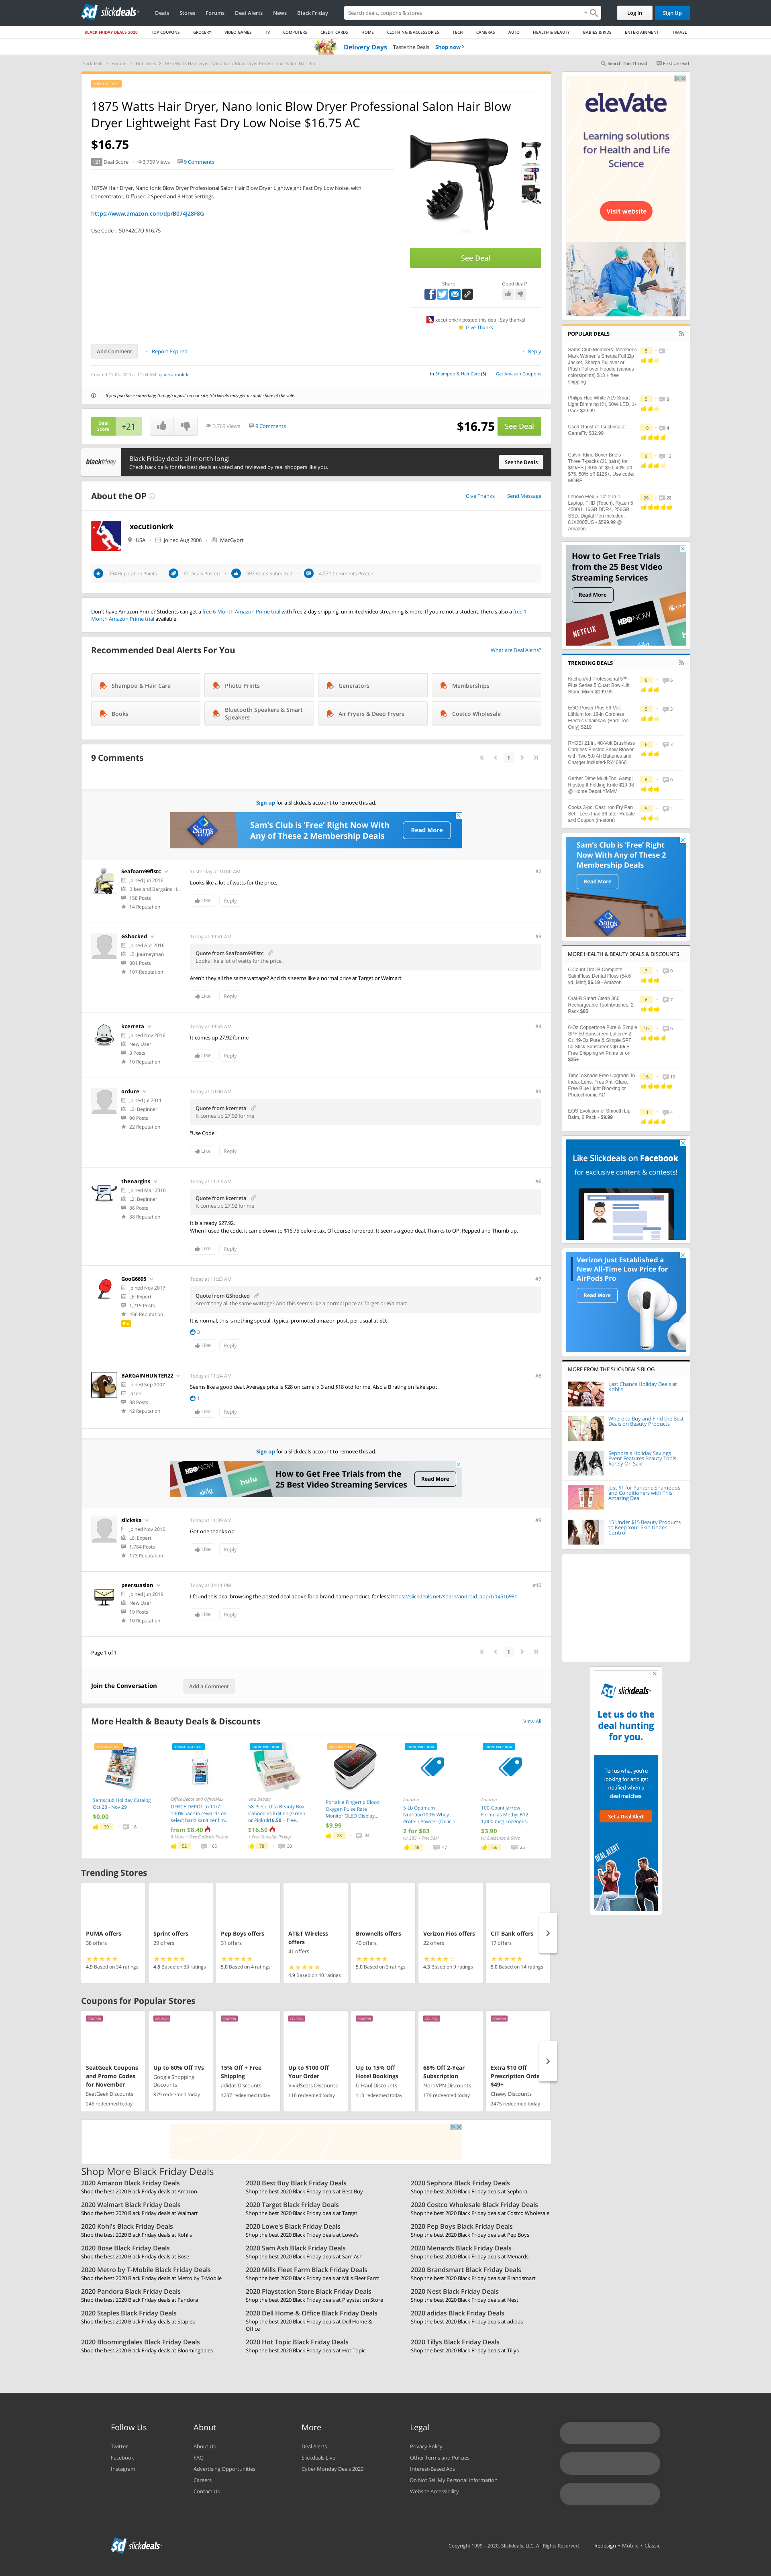 slickdeals
Deals Stores Forums Deal Alerts News Black Friday
Search deals, coupons & stores
Log In Sign Up
BLACK FRIDAY DEALS 2020 TOP COUPONS GROCERY VIDEO GAMES TV COMPUTERS CREDIT CARDS HOME CLOTHING & ACCESSORIES TECH CAMERAS AUTO HEALTH & BEAUTY BABIES & KIDS ENTERTAINMENT TRAVEL
Delivery Days Taste the Deals Shop now
Slickdeals > Forums > Hot Deals > 1875 Watts Hair Dryer, Nano Ionic Blow Dryer Professional Salon Hair Blo...
Search This Thread First Unread
1875 Watts Hair Dryer, Nano Ionic Blow Dryer Professional Salon Hair Blow
Dryer Lightweight Fast Dry Low Noise $16.75 AC
$16.75
+21 Deal Score 3,769 Views 9 Comments
1875W Hair Dryer, Nano Ionic Blow Dryer Professional Salon Hair Blow Dryer Lightweight Fast Dry Low Noise, with
Concentrator, Diffuser, 2 Speed and 3 Heat Settings
https://www.amazon.com/dp/B074JZ8F8G
Use Code : SUP42C7O $16.75
See Deal
Share Good deal?
xecutionkrk posted this deal. Say thanks!
Give Thanks
Add Comment Report Expired Reply
Created 11-05-2020 at 11:04 AM by xecutionkrk
in Shampoo & Hair Care (5) Get Amazon Coupons
If you purchase something through a post on our site, Slickdeals may get a small share of the sale.
Deal
Score
+21
3,769 Views 9 Comments
$16.75 See Deal
blackfriday
Black Friday deals all month long!
Check back daily for the best deals as voted and reviewed by real shoppers like you.
See the Deals
About the OP
Give Thanks Send Message
xecutionkrk
USA Joined Aug 2006 MacGybrt
594 Reputation Points 61 Deals Posted 593 Votes Submitted 4,071 Comments Posted
Don't have Amazon Prime? Students can get a free 6-Month Amazon Prime trial with free 2-day shipping, unlimited video streaming & more. If you're not a student, there's also a free 1-
Month Amazon Prime trial available.
Recommended Deal Alerts For You
What are Deal Alerts?
Shampoo & Hair Care Photo Prints Generators Memberships
Books Bluetooth Speakers & Smart Speakers Air Fryers & Deep Fryers Costco Wholesale
9 Comments
1
Sign up for a Slickdeals account to remove this ad.
Sam's Club is 'Free' Right Now With
Any of These 2 Membership Deals
Read More
Seafoam99flstc
Joined Jun 2016
Bikes and Bargains H...
158 Posts
14 Reputation
Yesterday at 10:00 AM
#2
Looks like a lot of watts for the price.
Like Reply
GShocked
Joined Apr 2016
L5: Journeyman
801 Posts
107 Reputation
Today at 09:51 AM
#3
Quote from Seafoam99flstc
Looks like a lot of watts for the price.
Aren't they all the same wattage? And this seems like a normal price at Target or Walmart
Like Reply
kcerreta
Joined Nov 2016
New User
3 Posts
10 Reputation
Today at 09:55 AM
#4
It comes up 27.92 for me
Like Reply
ordure
Joined Jul 2011
L2: Beginner
90 Posts
22 Reputation
Today at 10:00 AM
#5
Quote from kcerreta
It comes up 27.92 for me
"Use Code"
Like Reply
thenargins
Joined Mar 2016
L2: Beginner
86 Posts
38 Reputation
Today at 11:13 AM
#6
Quote from kcerreta
It comes up 27.92 for me
It is already $27.92,
When I used the code, it came down to $16.75 before tax. Of course I ordered. It seems a good deal. Thanks to OP. Repped and Thumb up.
Like Reply
GooG6695
Joined Nov 2017
L6: Expert
1,215 Posts
456 Reputation
Pro
Today at 11:23 AM
#7
Quote from GShocked
Aren't they all the same wattage? And this seems like a normal price at Target or Walmart
It is normal, this is nothing special.. typical promoted amazon post, per usual at SD.
3
Like Reply
BARGAINHUNTER22
Joined Sep 2007
Jason
38 Posts
42 Reputation
Today at 11:24 AM
#8
Seems like a good deal. Average price is $28 on camel x 3 and $18 otd for me. Also a B rating on fake spot.
1
Like Reply
Sign up for a Slickdeals account to remove this ad.
HBO NOW
hulu
sling
How to Get Free Trials from the
25 Best Video Streaming Services
Read More
slickska
Joined Nov 2010
L6: Expert
1,784 Posts
173 Reputation
Today at 11:39 AM
#9
Got one thanks op
Like Reply
peersuasian
Joined Jun 2019
New User
19 Posts
10 Reputation
Today at 04:11 PM
#10
I found this deal browsing the posted deal above for a brand name product, for less: https://slickdeals.net/share/android_app/t/14516981
Like Reply
Page 1 of 1
1
Join the Conversation Add a Comment
More Health & Beauty Deals & Discounts
View All
Samsclub Holiday Catalog
Oct 28 - Nov 29
$0.00
39 18
Office Depot and OfficeMax
OFFICE DEPOT to 11/7:
100% back in rewards on
select hand sanitizer lim...
from $8.40
& More + Free Curbside Pickup
52 165
Ulta Beauty
58-Piece Ulta Beauty Box:
Caboodles Edition (Green
or Pink) $16.50 + free...
$16.50
+ Free Curbside Pickup
78 30
Portable Fingertip Blood
Oxygen Pulse Rate
Monitor OLED Display...
$9.99
28 24
Amazon
5-Lb Optimum
Nutrition100% Whey
Protein Powder (Delicio...
2 for $63
w/ S&S + Free S&H
48 47
Amazon
100-Count Jarrow
Formulas Methyl B12
1,000 mcg Lozenges...
$3.90
w/ Subscribe & Save
66 25
Trending Stores
PUMA offers
38 offers
4.9 Based on 34 ratings
Sprint offers
29 offers
4.8 Based on 33 ratings
Pep Boys offers
31 offers
5.0 Based on 4 ratings
AT&T Wireless
offers
41 offers
4.9 Based on 40 ratings
Brownells offers
40 offers
5.0 Based on 3 ratings
Verizon Fios offers
22 offers
4.3 Based on 9 ratings
CIT Bank offers
17 offers
5.0 Based on 14 ratings
Coupons for Popular Stores
COUPON
SeatGeek Coupons
and Promo Codes
for November
SeatGeek Discounts
245 redeemed today
COUPON
Up to 60% Off TVs
Google Shopping
Discounts
879 redeemed today
COUPON
15% Off + Free
Shipping
adidas Discounts
1237 redeemed today
COUPON
Up to $100 Off
Your Order
VividSeats Discounts
116 redeemed today
COUPON
Up to 15% Off
Hotel Bookings
U-Haul Discounts
113 redeemed today
COUPON
68% Off 2-Year
Subscription
NordVPN Discounts
179 redeemed today
COUPON
Extra $10 Off
Prescription Orde
$49+
Chewy Discounts
2475 redeemed today
Shop More Black Friday Deals
2020 Amazon Black Friday Deals
Shop the best 2020 Black Friday deals at Amazon
2020 Best Buy Black Friday Deals
Shop the best 2020 Black Friday deals at Best Buy
2020 Sephora Black Friday Deals
Shop the best 2020 Black Friday deals at Sephora
2020 Walmart Black Friday Deals
Shop the best 2020 Black Friday deals at Walmart
2020 Target Black Friday Deals
Shop the best 2020 Black Friday deals at Target
2020 Costco Wholesale Black Friday Deals
Shop the best 2020 Black Friday deals at Costco Wholesale
2020 Kohl's Black Friday Deals
Shop the best 2020 Black Friday deals at Kohl's
2020 Lowe's Black Friday Deals
Shop the best 2020 Black Friday deals at Lowe's
2020 Pep Boys Black Friday Deals
Shop the best 2020 Black Friday deals at Pep Boys
2020 Bose Black Friday Deals
Shop the best 2020 Black Friday deals at Bose
2020 Sam Ash Black Friday Deals
Shop the best 2020 Black Friday deals at Sam Ash
2020 Menards Black Friday Deals
Shop the best 2020 Black Friday deals at Menards
2020 Metro by T-Mobile Black Friday Deals
Shop the best 2020 Black Friday deals at Metro by T-Mobile
2020 Mills Fleet Farm Black Friday Deals
Shop the best 2020 Black Friday deals at Mills Fleet Farm
2020 Brandsmart Black Friday Deals
Shop the best 2020 Black Friday deals at Brandsmart
2020 Pandora Black Friday Deals
Shop the best 2020 Black Friday deals at Pandora
2020 Playstation Store Black Friday Deals
Shop the best 2020 Black Friday deals at Playstation Store
2020 Nest Black Friday Deals
Shop the best 2020 Black Friday deals at Nest
2020 Staples Black Friday Deals
Shop the best 2020 Black Friday deals at Staples
2020 Dell Home & Office Black Friday Deals
Shop the best 2020 Black Friday deals at Dell Home &
Office
2020 adidas Black Friday Deals
Shop the best 2020 Black Friday deals at adidas
2020 Bloomingdales Black Friday Deals
Shop the best 2020 Black Friday deals at Bloomingdales
2020 Hot Topic Black Friday Deals
Shop the best 2020 Black Friday deals at Hot Topic
2020 Tillys Black Friday Deals
Shop the best 2020 Black Friday deals at Tillys
elevate
Learning solutions
for Health and Life
Science
Visit website
POPULAR DEALS
Sams Club Members: Member's
Mark Women's Sherpa Full Zip
Jacket, Sherpa Pullover or
Plush Pullover Hoodie (various
colors/prints) $13 + free
shipping
5 1
Philips Hue White A19 Smart
Light Dimming Kit, 60W LED, 1-
Pack $29.99
5 8
Used Ghost of Tsushima at
GameFly $32.99
10 4
Calvin Kline Boxer Briefs -
Three 7-packs (21 pairs) for
$69/FS | 30% off $50, 40% off
$75, 50% off $125+. Use code:
MORE
9 13
Lenovo Flex 5 14" 2-in-1
Laptop, FHD (Touch), Ryzen 5
4500U, 16GB DDR4, 256GB
SSD, Digital Pen Included,
81X2005US - $599.99 @
Amazon
26 28
How to Get Free Trials
from the 25 Best Video
Streaming Services
Read More
NETFLIX
HBO NOW
sling
TRENDING DEALS
KitchenAid Professional 5™
Plus Series 5 Quart Bowl-Lift
Stand Mixer $199.99
6 6
EGO Power Plus 56-Volt
Lithium Ion 18-in Cordless
Electric Chainsaw (Bare Tool
Only) $219
5 31
RYOBI 21 in. 40-Volt Brushless
Cordless Electric Snow Blower
with Two 5.0 Ah Batteries and
Charger Included-RY40860
6 3
Gerber Dime Multi-Tool &amp;
Ripstop II Folding Knife $19.98
@ Home Depot YMMV
6 0
Cooks 3-pc. Cast Iron Fry Pan
Set - Less than $8 after Rebate
and Coupon (in-store)
5 2
Sam's Club is 'Free' Right
Now With Any of These 2
Membership Deals
Read More
MORE HEALTH & BEAUTY DEALS & DISCOUNTS
6-Count Oral-B Complete
SatinFloss Dental Floss (54.6
yd, Mint) $6.18 - Amazon
7 0
Oral-B Smart Clean 360
Rechargeable Toothbrushes, 2-
Pack $65
6 7
6-Oz Coppertone Pure & Simple
SPF 50 Sunscreen Lotion + 2-
Ct .49-Oz Pure & Simple SPF
50 Stick Sunscreens $7.65 +
Free Shipping w/ Prime or on
$25+
10 0
TimeToShade Free Upgrade To
Index Lens, Free Anti-Glare,
Free Blue Light Blocking or
Photochromic AC
16 16
EOS Evolution of Smooth Lip
Balm, 6 Pack - $9.99
11 4
Like Slickdeals on Facebook
for exclusive content & contests!
Verizon Just Established a
New All-Time Low Price for
AirPods Pro
Read More
MORE FROM THE SLICKDEALS BLOG
Last Chance Holiday Deals at
Kohl's
Where to Buy and Find the Best
Deals on Beauty Products
Sephora's Holiday Savings
Event Features Beauty Tools
Rarely On Sale
Just $1 for Pantene Shampoos
and Conditioners with This
Amazing Deal
15 Under $15 Beauty Products
to Keep Your Skin Under
Control
slickdeals
Let us do the
deal hunting
for you.
Tell us what you're
looking for and
get notified
when a deal
matches.
Set a Deal Alert
DEAL ALERTS
Follow Us
Twitter
Facebook
Instagram
About
About Us
FAQ
Advertising Opportunities
Careers
Contact Us
More
Deal Alerts
Slickdeals Live
Cyber Monday Deals 2020
Legal
Privacy Policy
Other Terms and Policies
Interest-Based Ads
Do Not Sell My Personal Information
Website Accessibility
slickdeals
Copyright 1999 - 2020. Slickdeals, LLC. All Rights Reserved. Redesign • Mobile • Classic